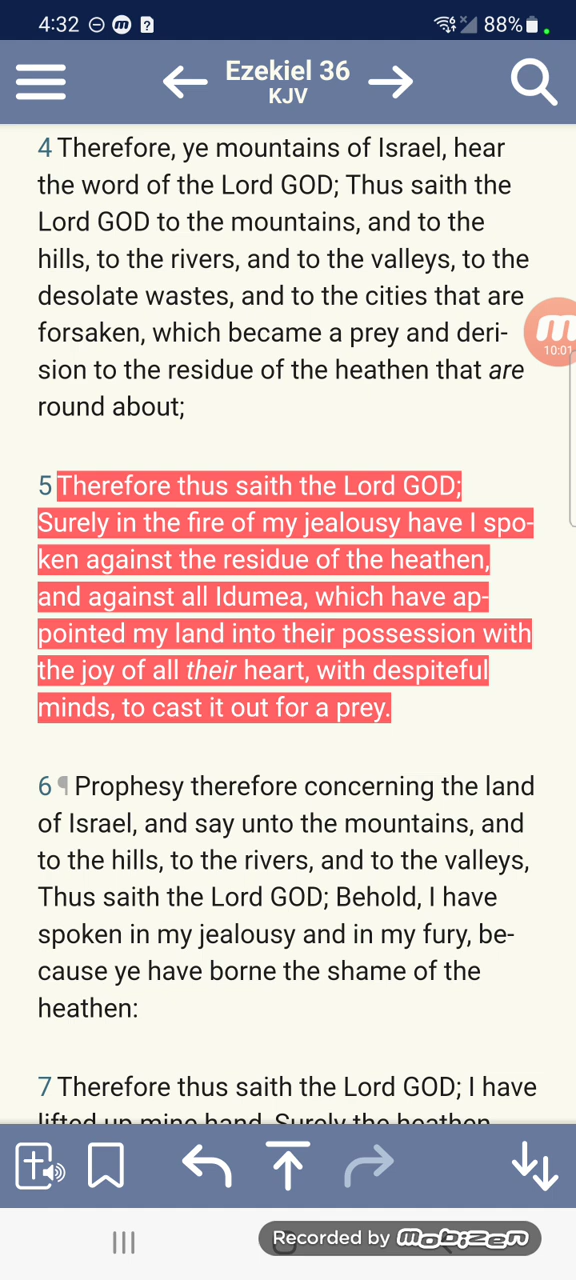 4:32
88%
Ezekiel 36
KJV
4 Therefore, ye mountains of Israel, hear
the word of the Lord GOD; Thus saith the
Lord GOD to the mountains, and to the
hills, to the rivers, and to the valleys, to the
desolate wastes, and to the cities that are
forsaken, which became a prey and deri-
sion to the residue of the heathen that are
round about;
10:01
5 Therefore thus saith the Lord GOD;
Surely in the fire of my jealousy have I spo-
ken against the residue of the heathen,
and against all Idumea, which have ap-
pointed my land into their possession with
the joy of all their heart, with despiteful
minds, to cast it out for a prey.
6 ¶ Prophesy therefore concerning the land
of Israel, and say unto the mountains, and
to the hills, to the rivers, and to the valleys,
Thus saith the Lord GOD; Behold, I have
spoken in my jealousy and in my fury, be-
cause ye have borne the shame of the
heathen:
7 Therefore thus saith the Lord GOD; I have
lifted up mine hand, Surely the heathen
Recorded by Mobizen